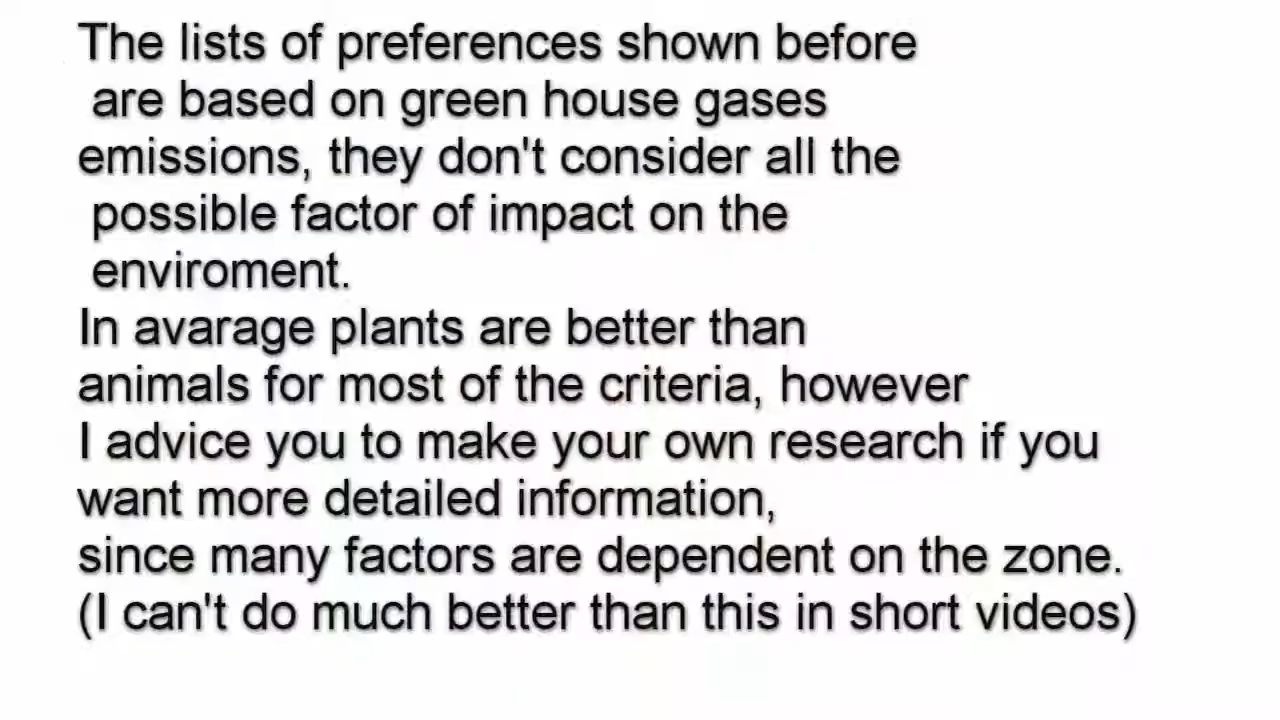 The lists of preferences shown before
are based on green house gases
emissions, they don't consider all the
possible factor of impact on the
enviroment.
In avarage plants are better than
animals for most of the criteria, however
I advice you to make your own research if you
want more detailed information,
since many factors are dependent on the zone.
(I can't do much better than this in short videos)